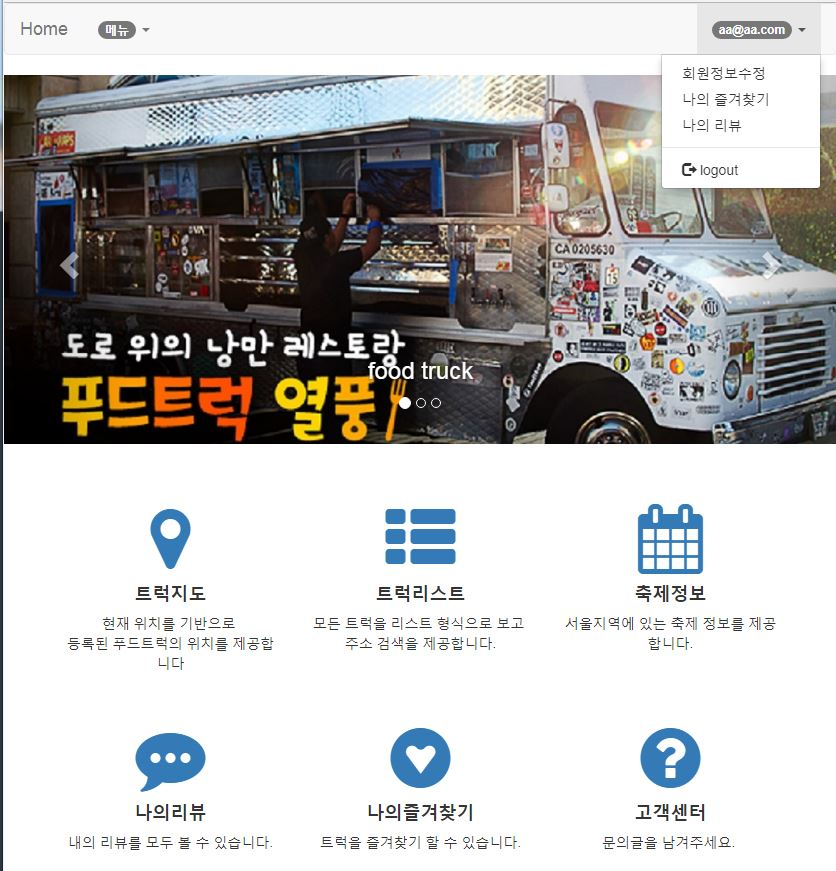 Home
메뉴
aa@aa.com
회원정보수정
나의 즐겨찾기
나의 리뷰
logout
CA 0205630
도로 위의 낭만 레스토랑
food truck
푸드트럭 열풍
트럭지도
현재 위치를 기반으로
등록된 푸드트럭의 위치를 제공합
니다
트럭리스트
모든 트럭을 리스트 형식으로 보고
주소 검색을 제공합니다.
축제정보
서울지역에 있는 축제 정보를 제공
합니다.
나의리뷰
내의 리뷰를 모두 볼 수 있습니다.
나의즐겨찾기
트럭을 즐겨찾기 할 수 있습니다.
고객센터
문의글을 남겨주세요.